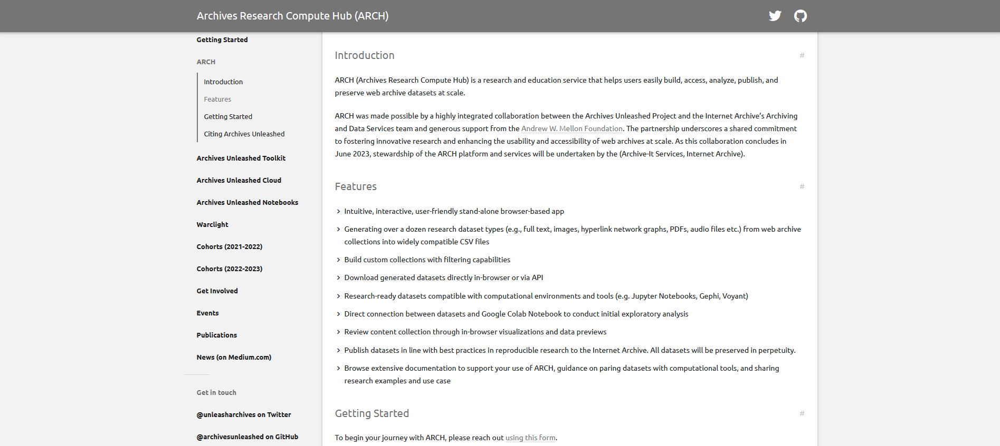 Archives Research Compute Hub (ARCH)
Getting Started
ARCH
Introduction
Features
Getting Started
Citing Archives Unleashed
Archives Unleashed Toolkit
Archives Unleashed Cloud
Archives Unleashed Notebooks
Warclight
Cohorts (2021-2022)
Cohorts (2022-2023)
Get Involved
Events
Publications
News (on Medium.com)
Get in touch
@unleasharchives on Twitter
@archivesunleashed on GitHub
Introduction #
ARCH (Archives Research Compute Hub) is a research and education service that helps users easily build, access, analyze, publish, and
preserve web archive datasets at scale.
ARCH was made possible by a highly integrated collaboration between the Archives Unleashed Project and the Internet Archive’s Archiving
and Data Services team and generous support from the Andrew W. Mellon Foundation. The partnership underscores a shared commitment
to fostering innovative research and enhancing the usability and accessibility of web archives at scale. As this collaboration concludes in
June 2023, stewardship of the ARCH platform and services will be undertaken by the (Archive-It Services, Internet Archive).
Features #
Intuitive, interactive, user-friendly stand-alone browser-based app
Generating over a dozen research dataset types (e.g., full text, images, hyperlink network graphs, PDFs, audio files etc.) from web archive
collections into widely compatible CSV files
Build custom collections with filtering capabilities
Download generated datasets directly in-browser or via API
Research-ready datasets compatible with computational environments and tools (e.g. Jupyter Notebooks, Gephi, Voyant)
Direct connection between datasets and Google Colab Notebook to conduct initial exploratory analysis
Review content collection through in-browser visualizations and data previews
Publish datasets in line with best practices in reproducible research to the Internet Archive. All datasets will be preserved in perpetuity.
Browse extensive documentation to support your use of ARCH, guidance on paring datasets with computational tools, and sharing
research examples and use case
Getting Started #
To begin your journey with ARCH, please reach out using this form.